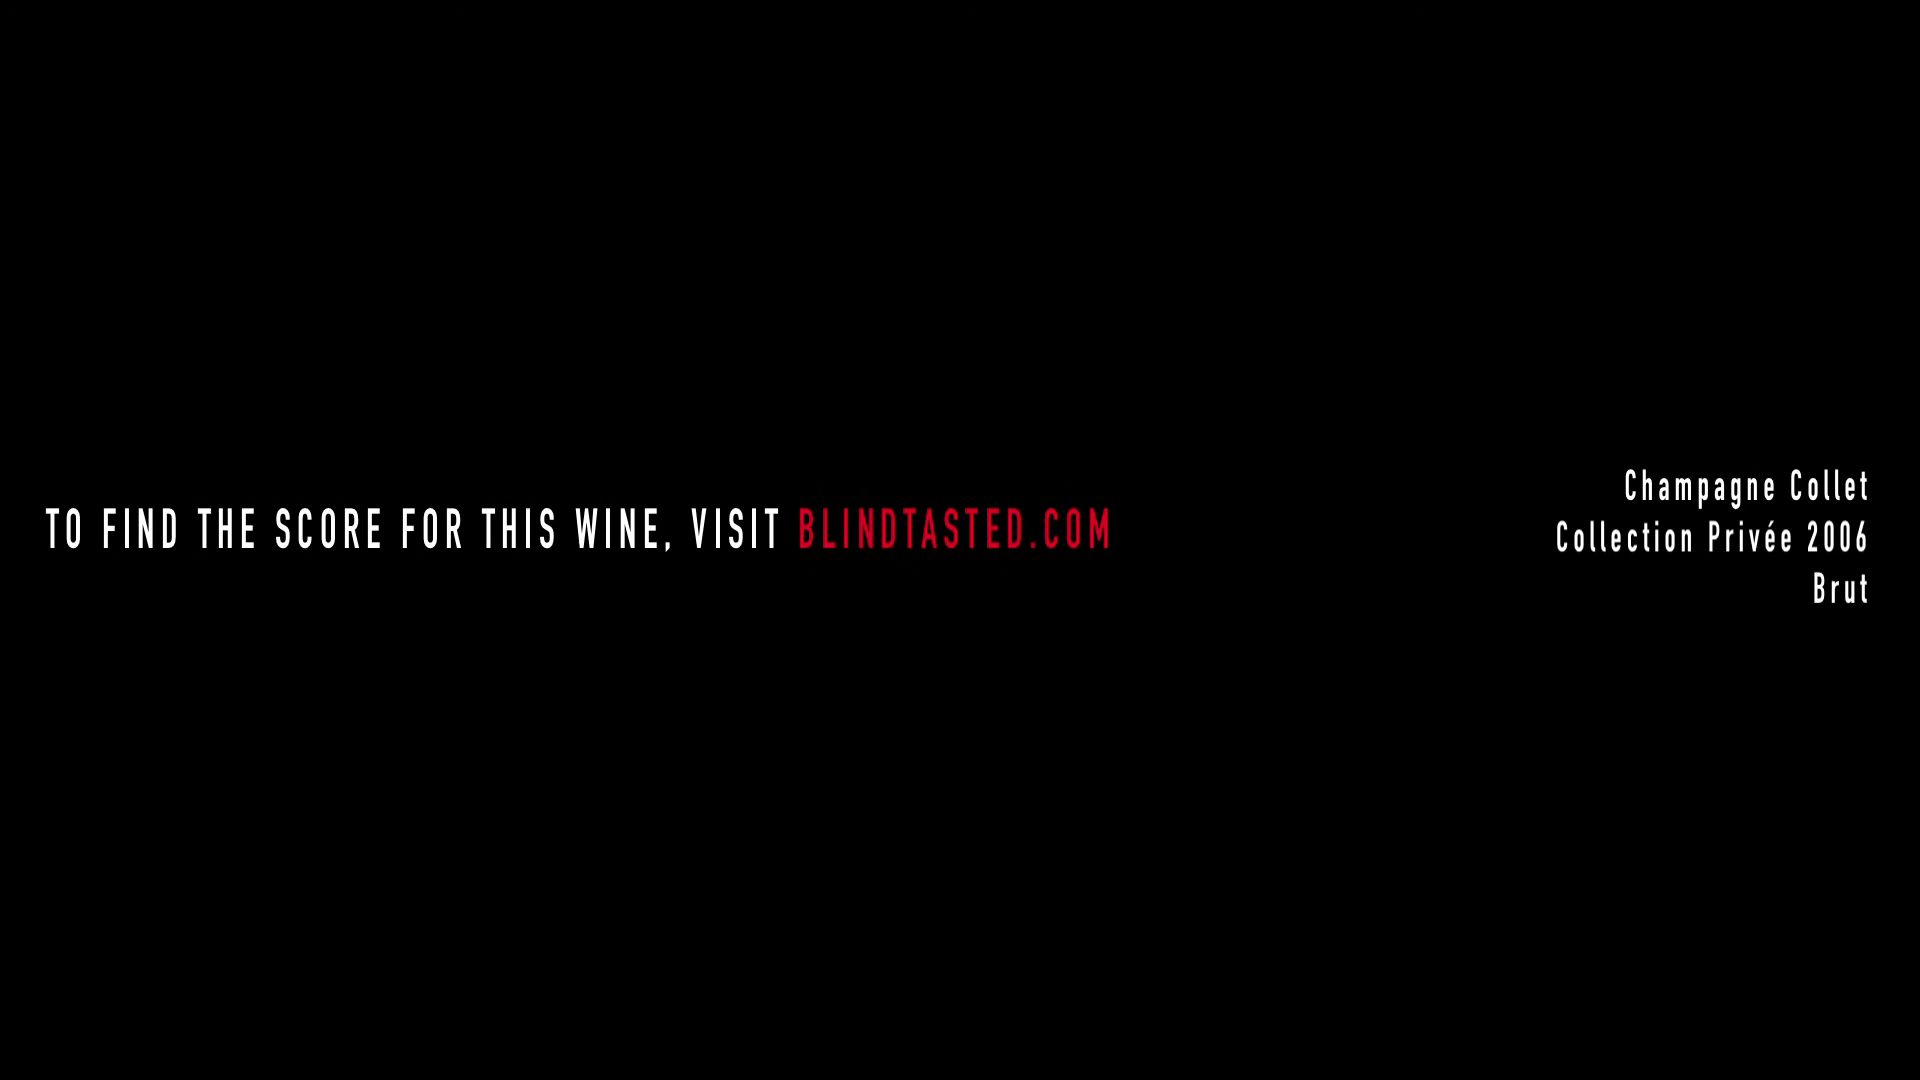 TO FIND THE SCORE FOR THIS WINE, VISIT BLINDTASTED.COM
Champagne Collet
Collection Privée 2006
Brut